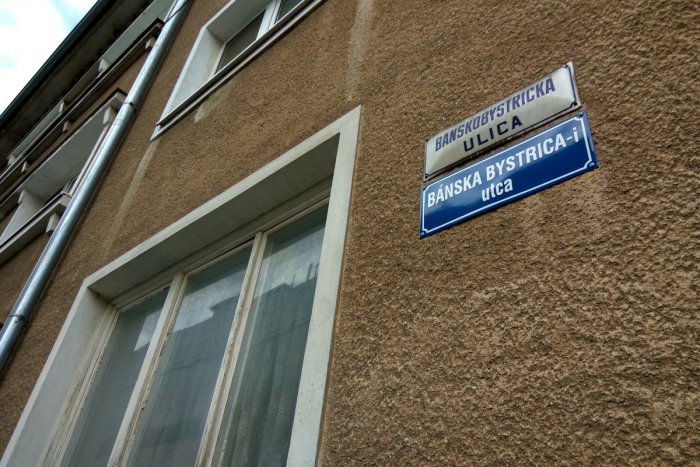 BANSKOBYSTRICKÁ
ULICA
BÁNSKA BYSTRICA-i
utca